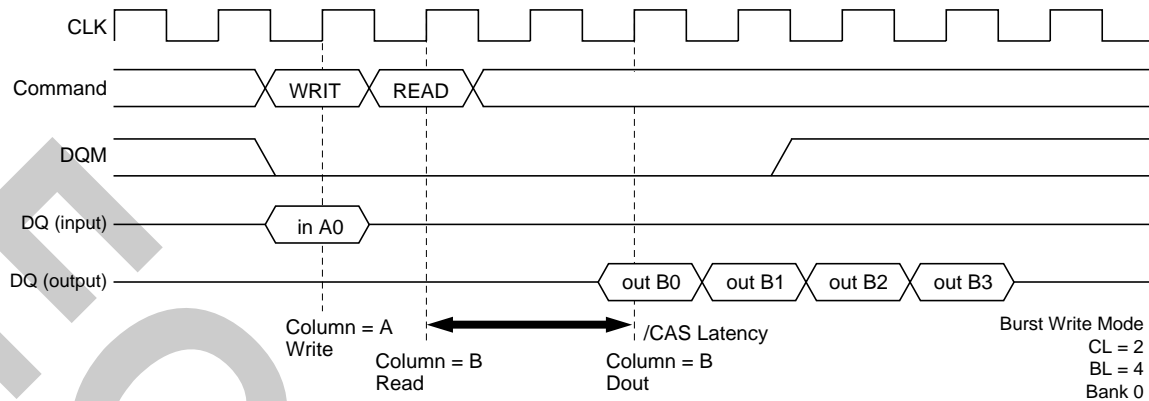 CLK
Command
WRIT READ
DQM
DQ (input)
in A0
DQ (output)
out B0 out B1 out B2 out B3
Column = A
Write
/CAS Latency
Column = B
Read
Column = B
Dout
Burst Write Mode
CL = 2
BL = 4
Bank 0